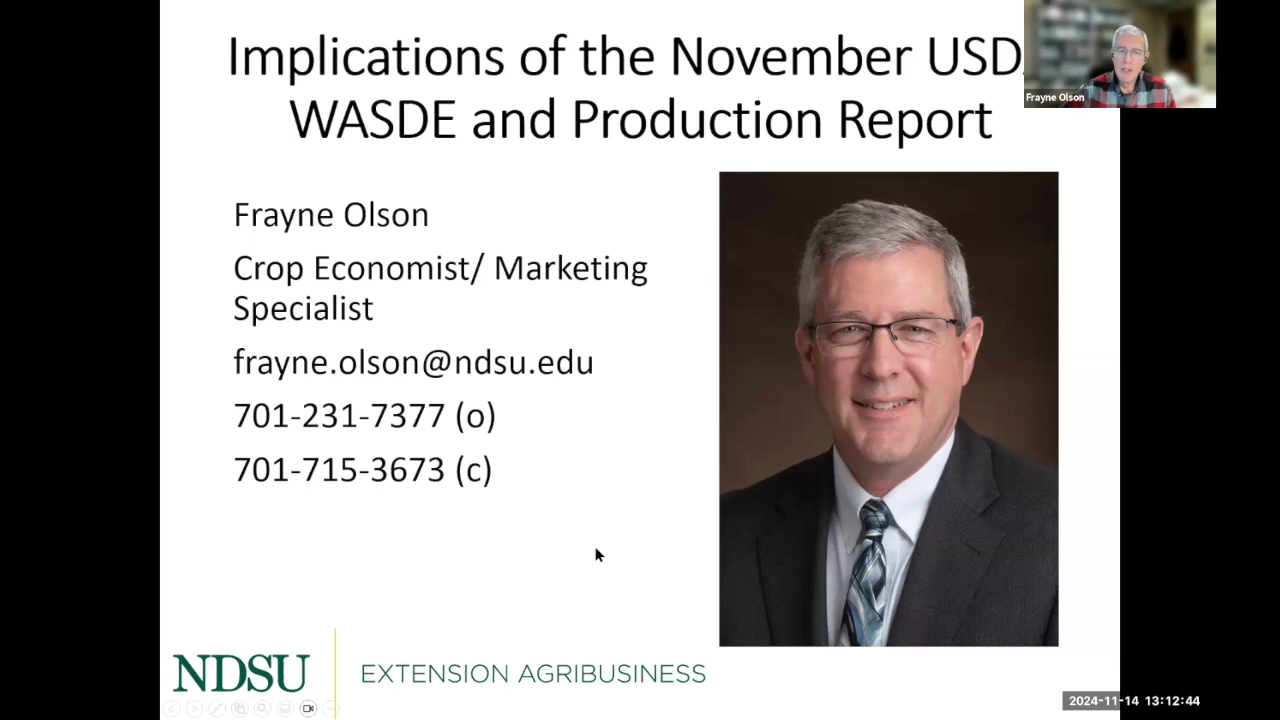 Implications of the November USD
WASDE and Production Report
Frayne Olson
Frayne Olson
Crop Economist/ Marketing
Specialist
frayne.olson@ndsu.edu
701-231-7377 (o)
701-715-3673 (c)
NDSU
EXTENSION AGRIBUSINESS
2024-11-14 13:12:44